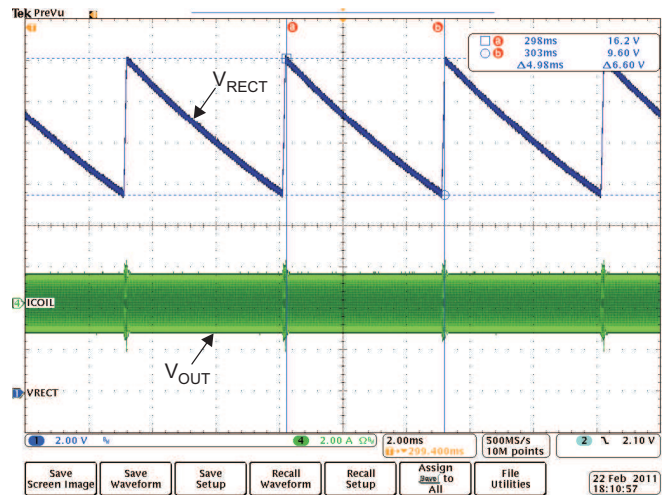 Tek PreVu
a
b
a 298ms 16.2 V
b 303ms 9.60 V
Δ4.98ms Δ6.60 V
VRECT
4 ICOIL
VOUT
1 VRECT
1 2.00 V
4 2.00 A Ω
2.00ms
299.400ms
500MS/s
10M points
2 2.10 V
Save Screen Image
Save Waveform
Save Setup
Recall Waveform
Recall Setup
Assign Save to All
File Utilities
22 Feb 2011
18:10:57